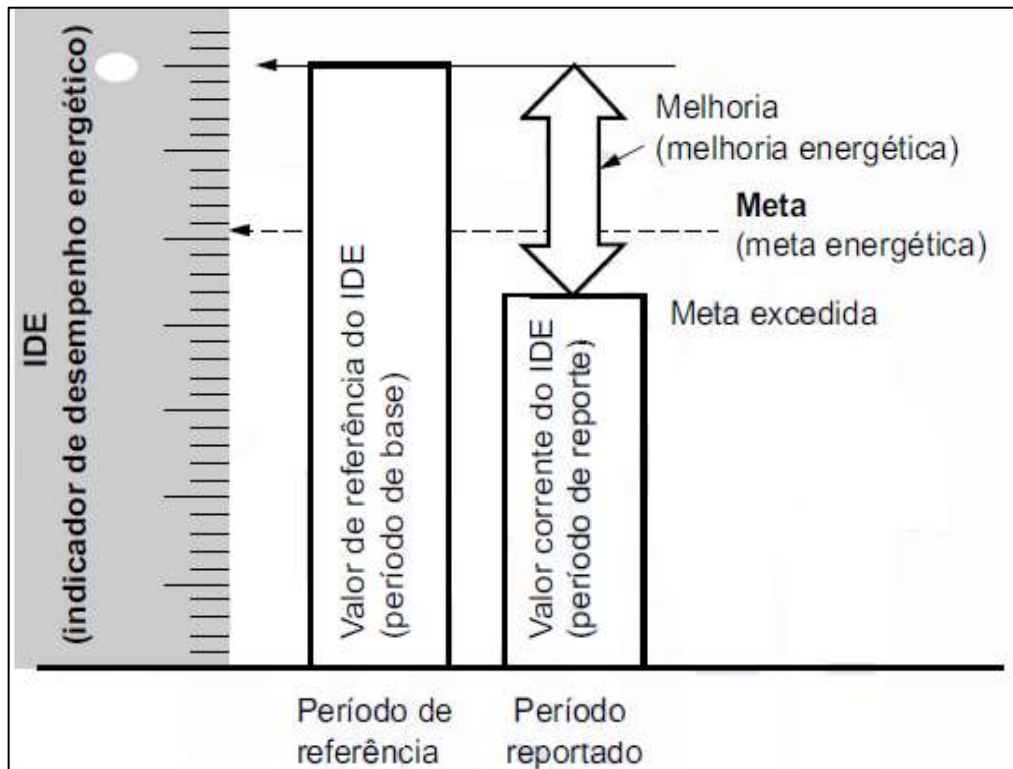 IDE
(indicador de desempenho energético)
Valor de referência do IDE
(período de base)
Valor corrente do IDE
(período de reporte)
Melhoria
(melhoria energética)
Meta
(meta energética)
Meta excedida
Período de
referência
Período
reportado